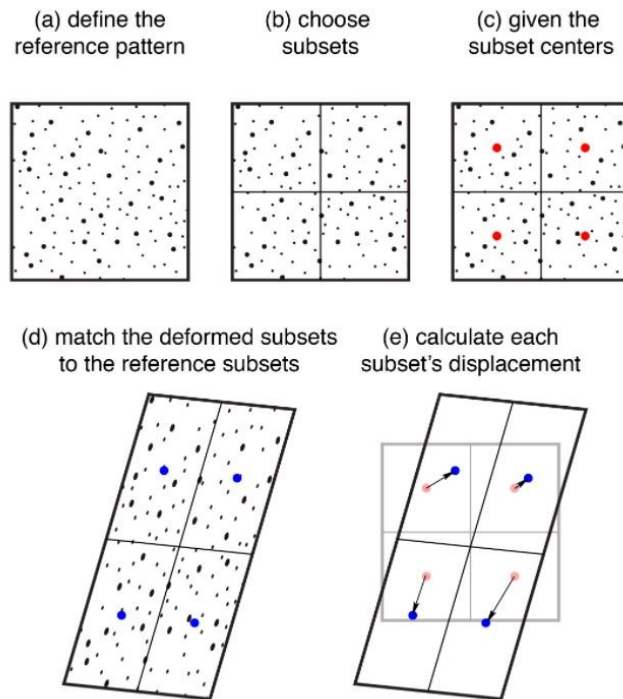 (a) define the
reference pattern
(b) choose
subsets
(c) given the
subset centers
(d) match the deformed subsets
to the reference subsets
(e) calculate each
subset's displacement